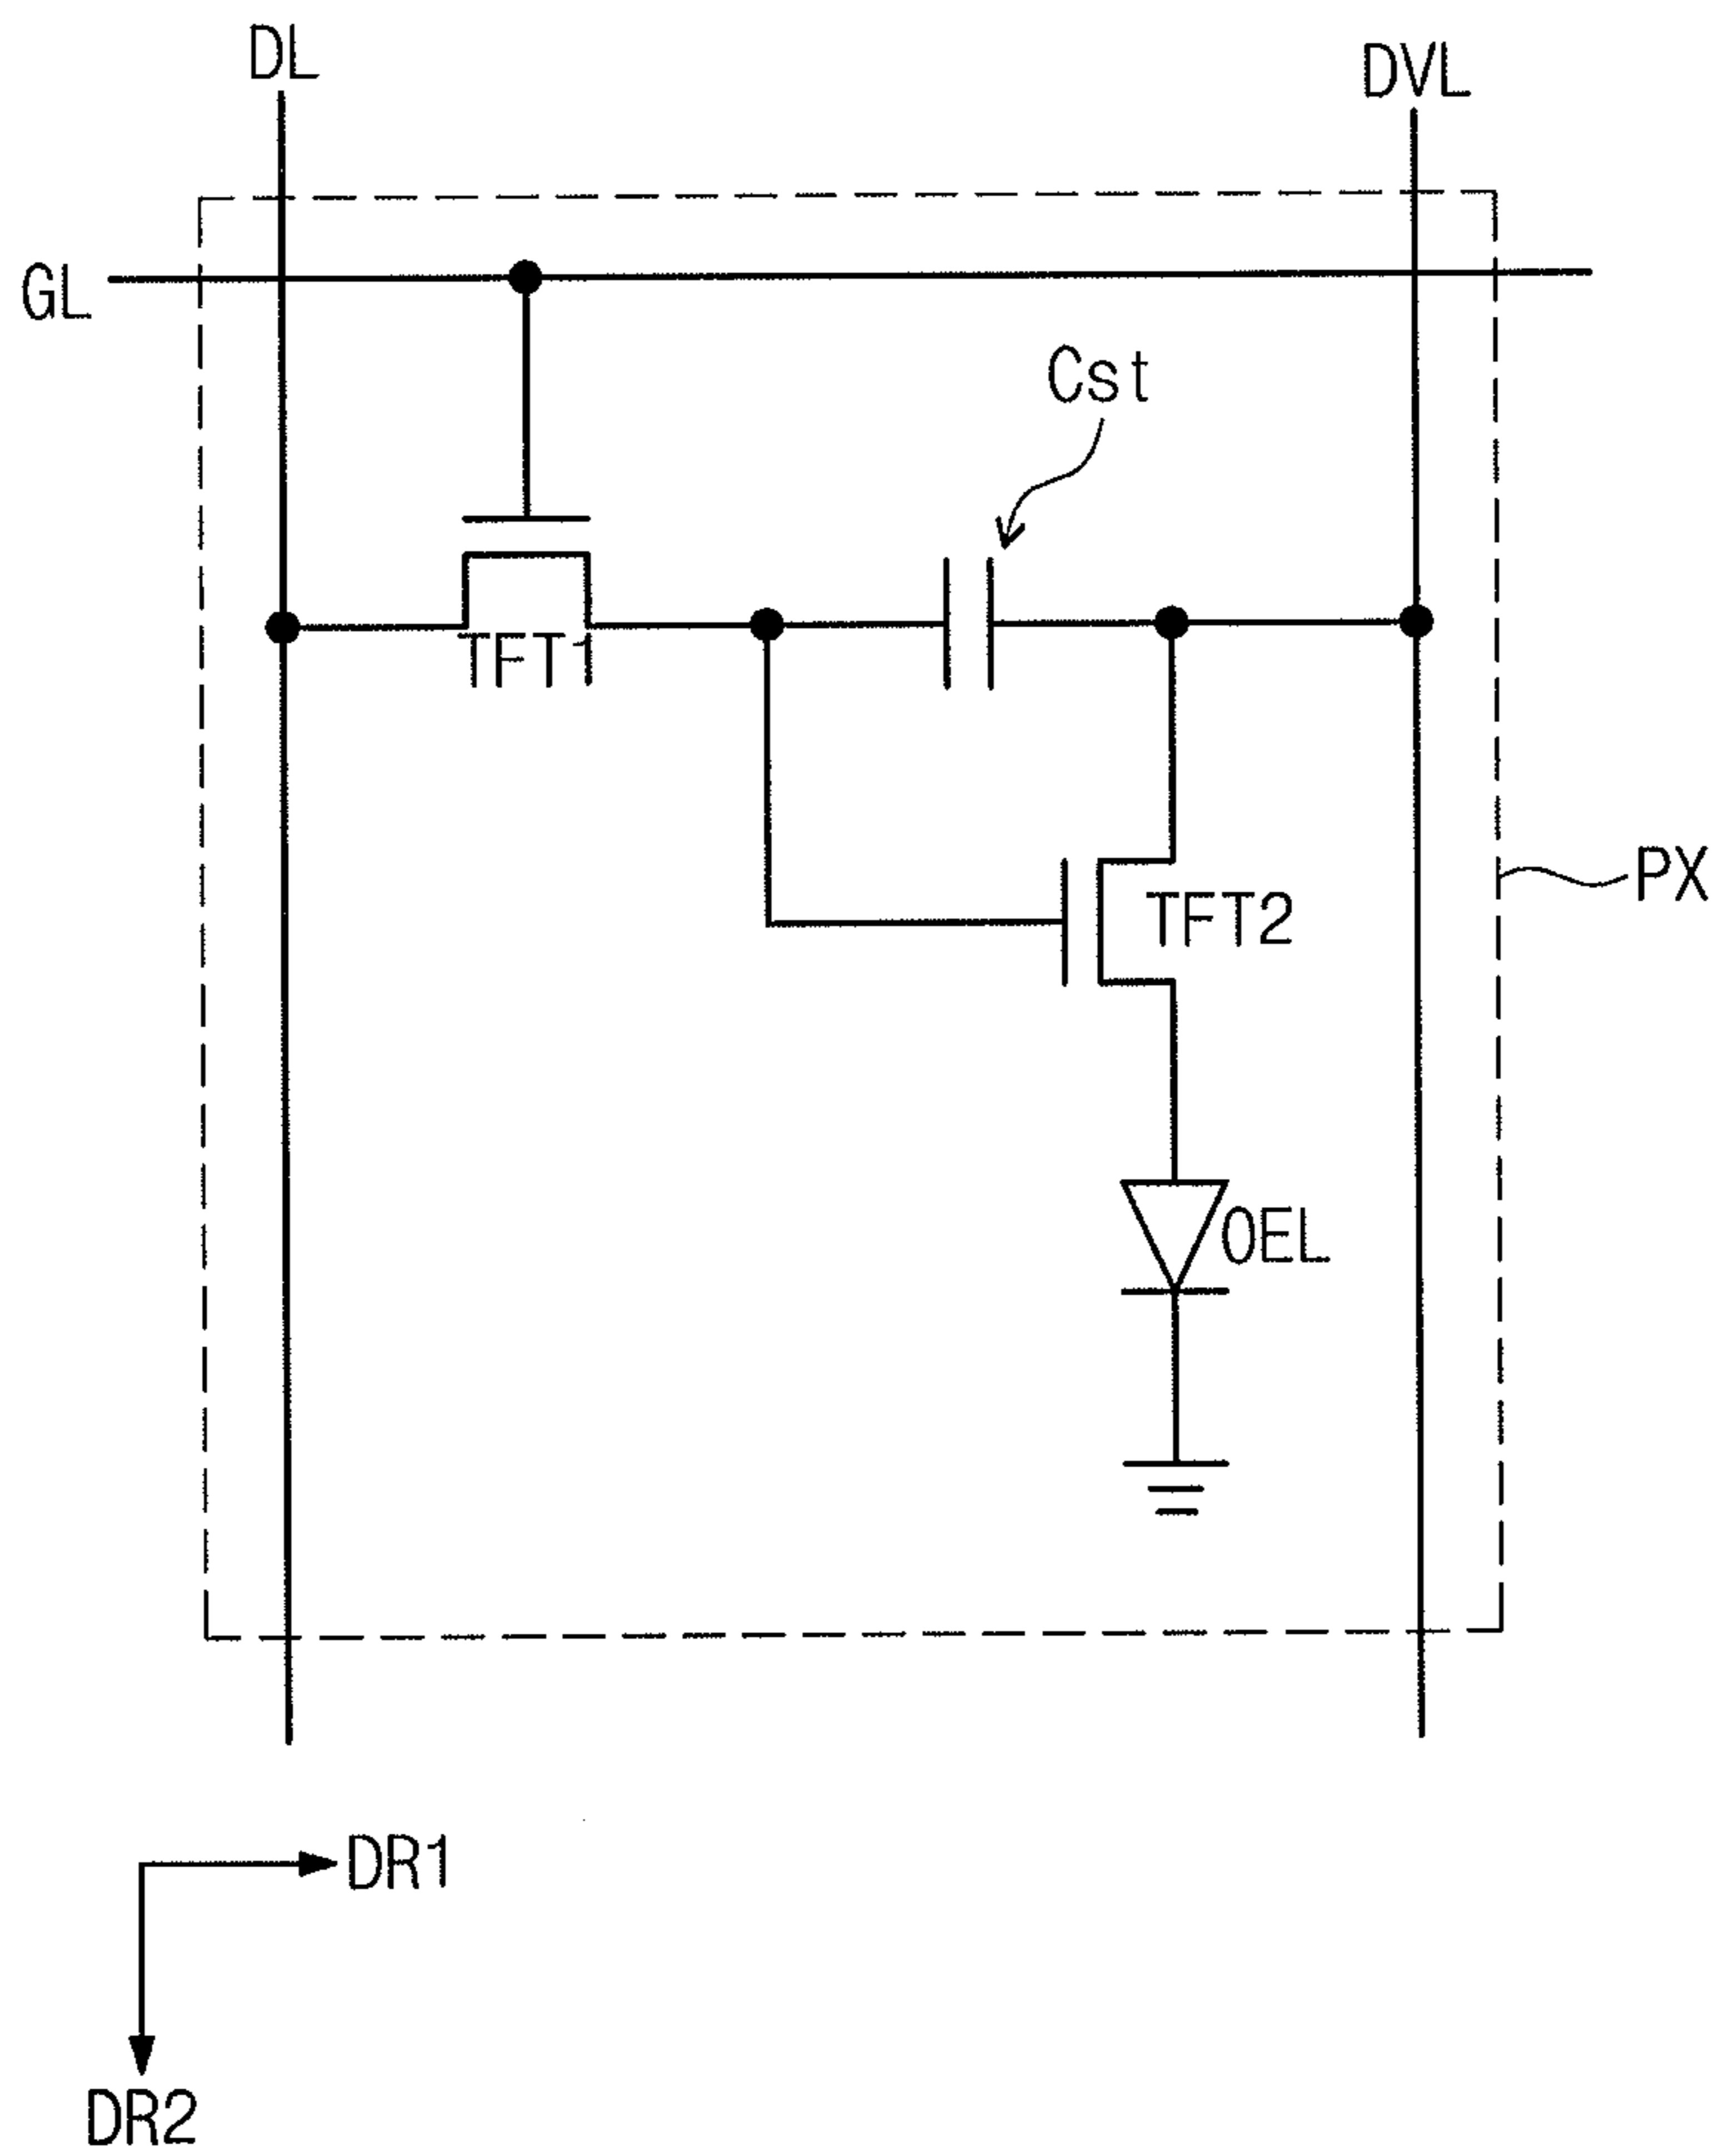 DL
DVL
GL
Cst
TFT1
PX
TFT2
OEL
DR1
DR2